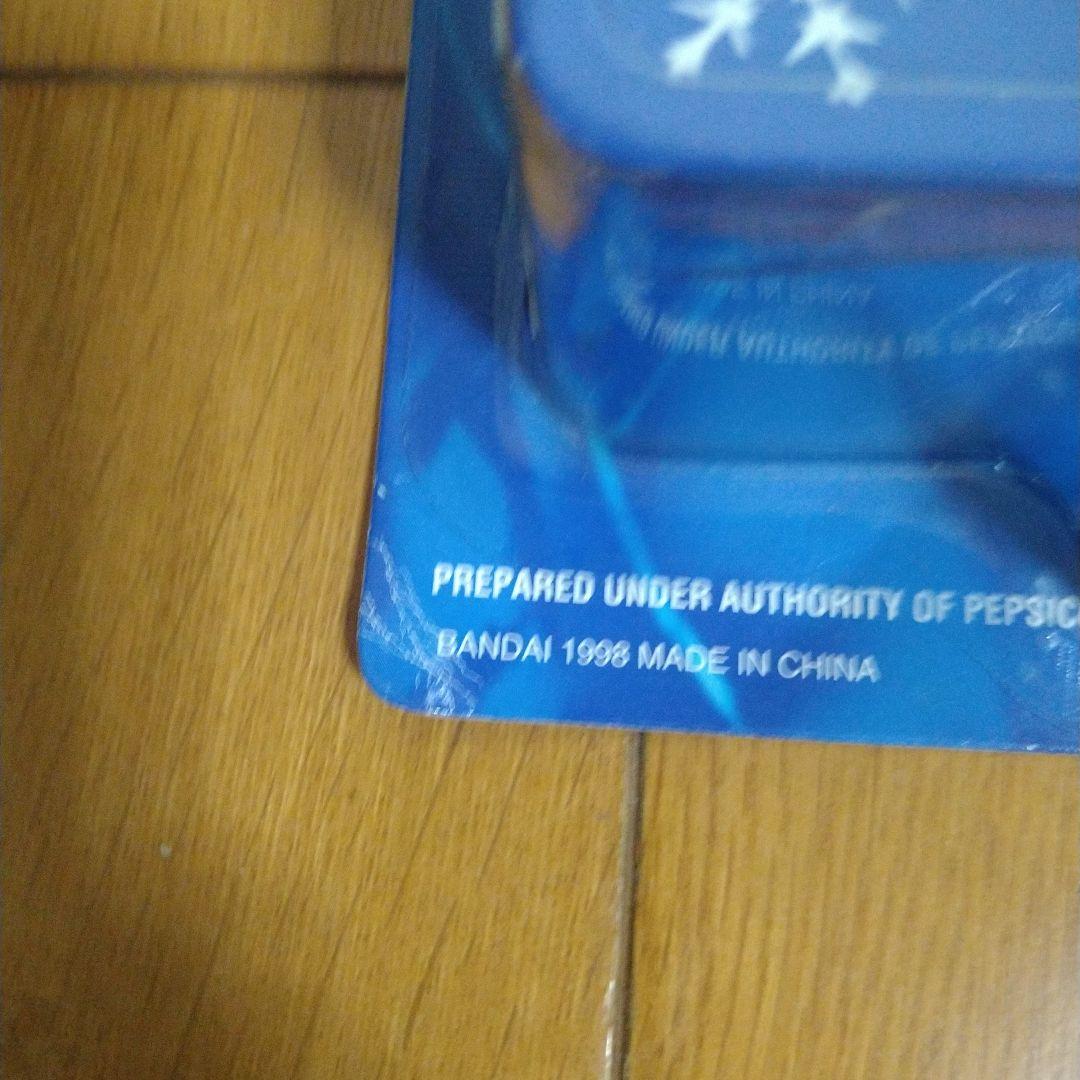 PREPARED UNDER AUTHORITY OF PEPSIC
BANDAI 1998 MADE IN CHINA